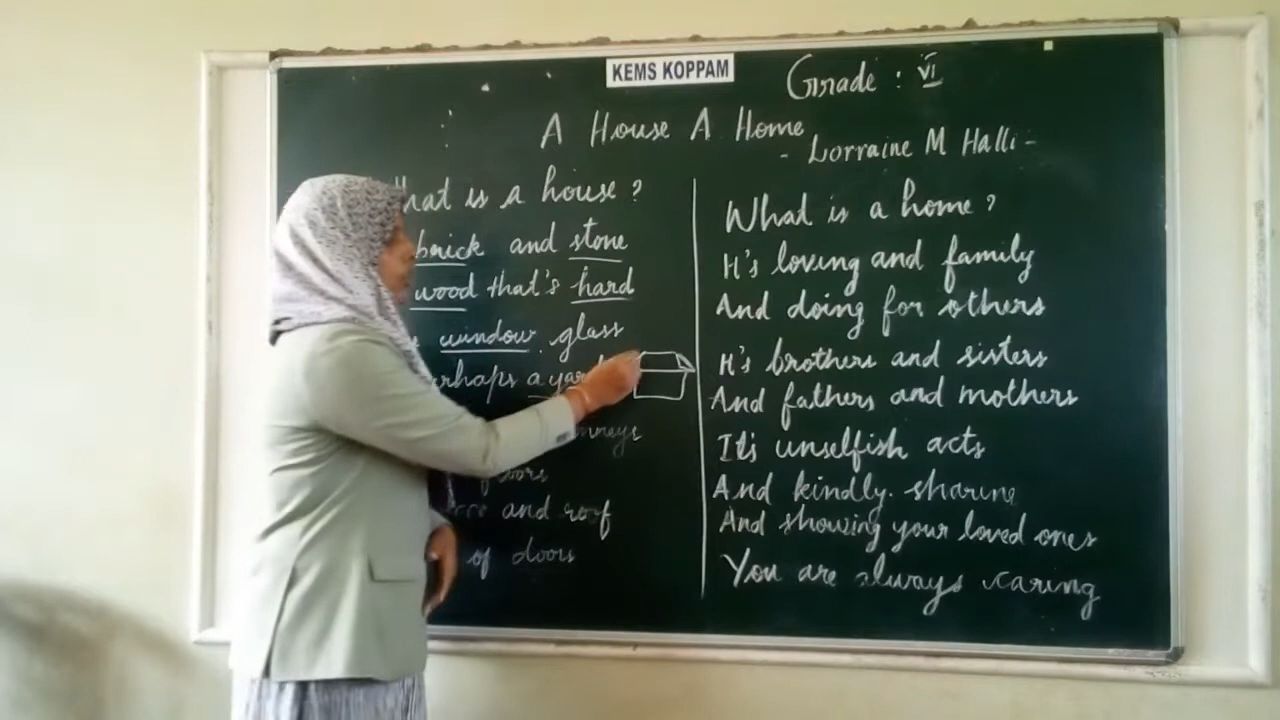 KEMS KOPPAM
Grade : VI
A House A Home
- Lorraine M Halli -
hat is a house?
brick and stone
wood that's hard
window glass
rhaps a yar
mneys
floors
and roof
of doors
What is a home?
It's loving and family
And doing for others
It's brothers and sisters
And fathers and mothers
It's unselfish acts
And kindly sharing
And showing your loved ones
You are always caring